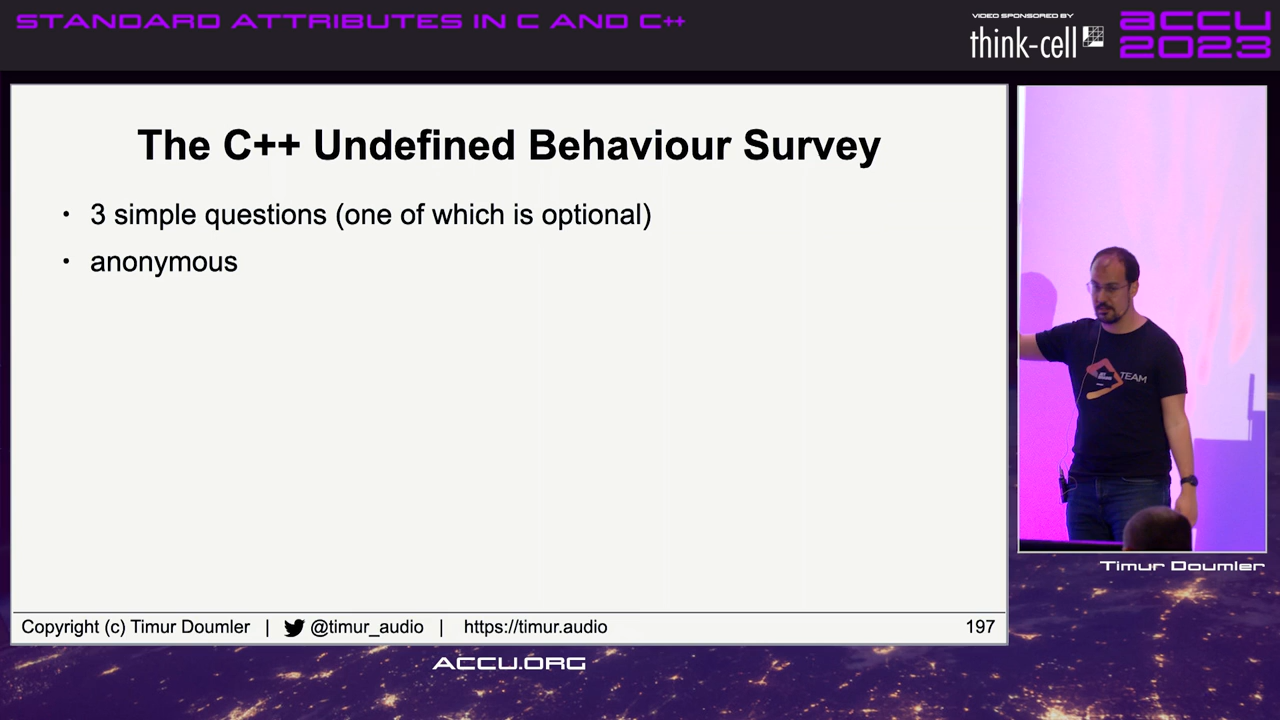 STANDARD ATTRIBUTES IN C AND C++
VIDEO SPONSORED BY
think-cell
ACCU
2023
The C++ Undefined Behaviour Survey
• 3 simple questions (one of which is optional)
• anonymous
TEAM
Copyright (c) Timur Doumler | @timur_audio | https://timur.audio
197
Timur Doumler
ACCU.ORG